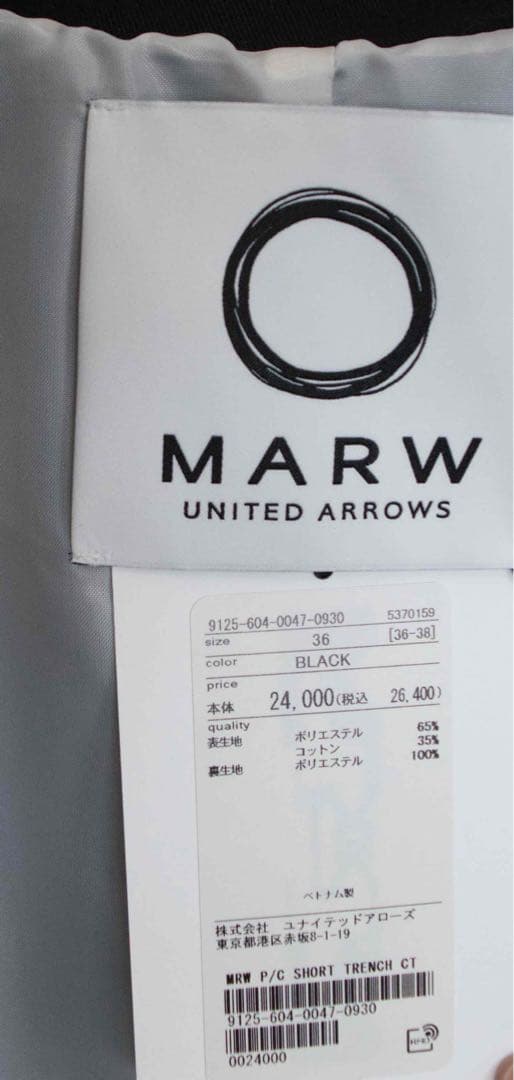 MARW
UNITED ARROWS
9125-604-0047-0930 5370159
size 36 [36-38]
color BLACK
price
本体 24,000(税込 26,400)
quality
表生地 ポリエステル 65%
コットン 35%
裏生地 ポリエステル 100%
ベトナム製
株式会社 ユナイテッドアローズ
東京都港区赤坂8-1-19
MRW P/C SHORT TRENCH CT
9125-604-0047-0930
0024000
RFID